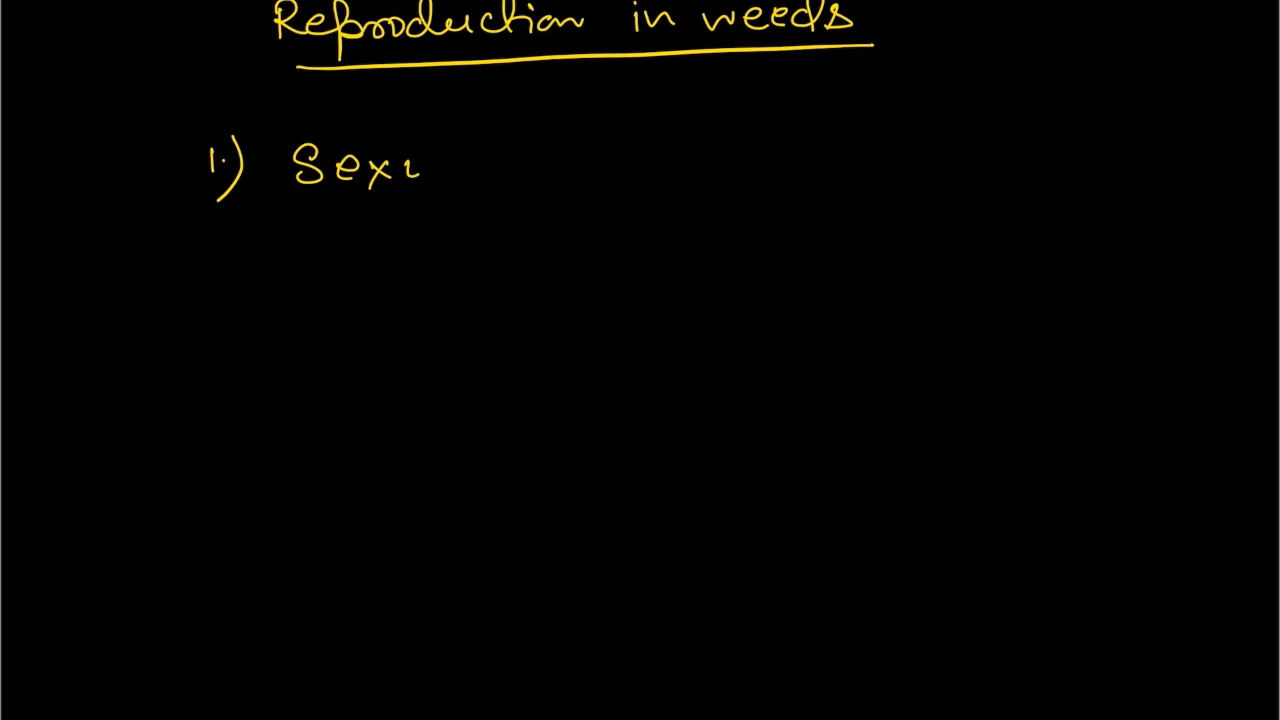 Reproduction in weeds
1.) Sex